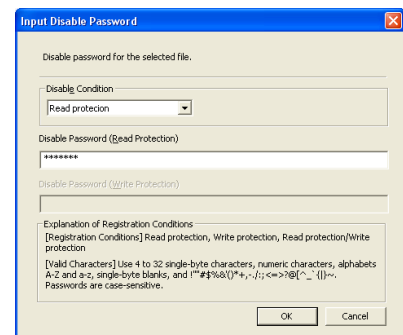 Input Disable Password
Disable password for the selected file.
Disable Condition
Read protecion
Disable Password (Read Protection)
*******
Disable Password (Write Protection)
Explanation of Registration Conditions
[Registration Conditions] Read protection, Write protection, Read protection/Write
protection
[Valid Characters] Use 4 to 32 single-byte characters, numeric characters, alphabets
A-Z and a-z, single-byte blanks, and !""#$%&'()*+,-./:;<=>?@[^_`{|}~.
Passwords are case-sensitive.
OK
Cancel